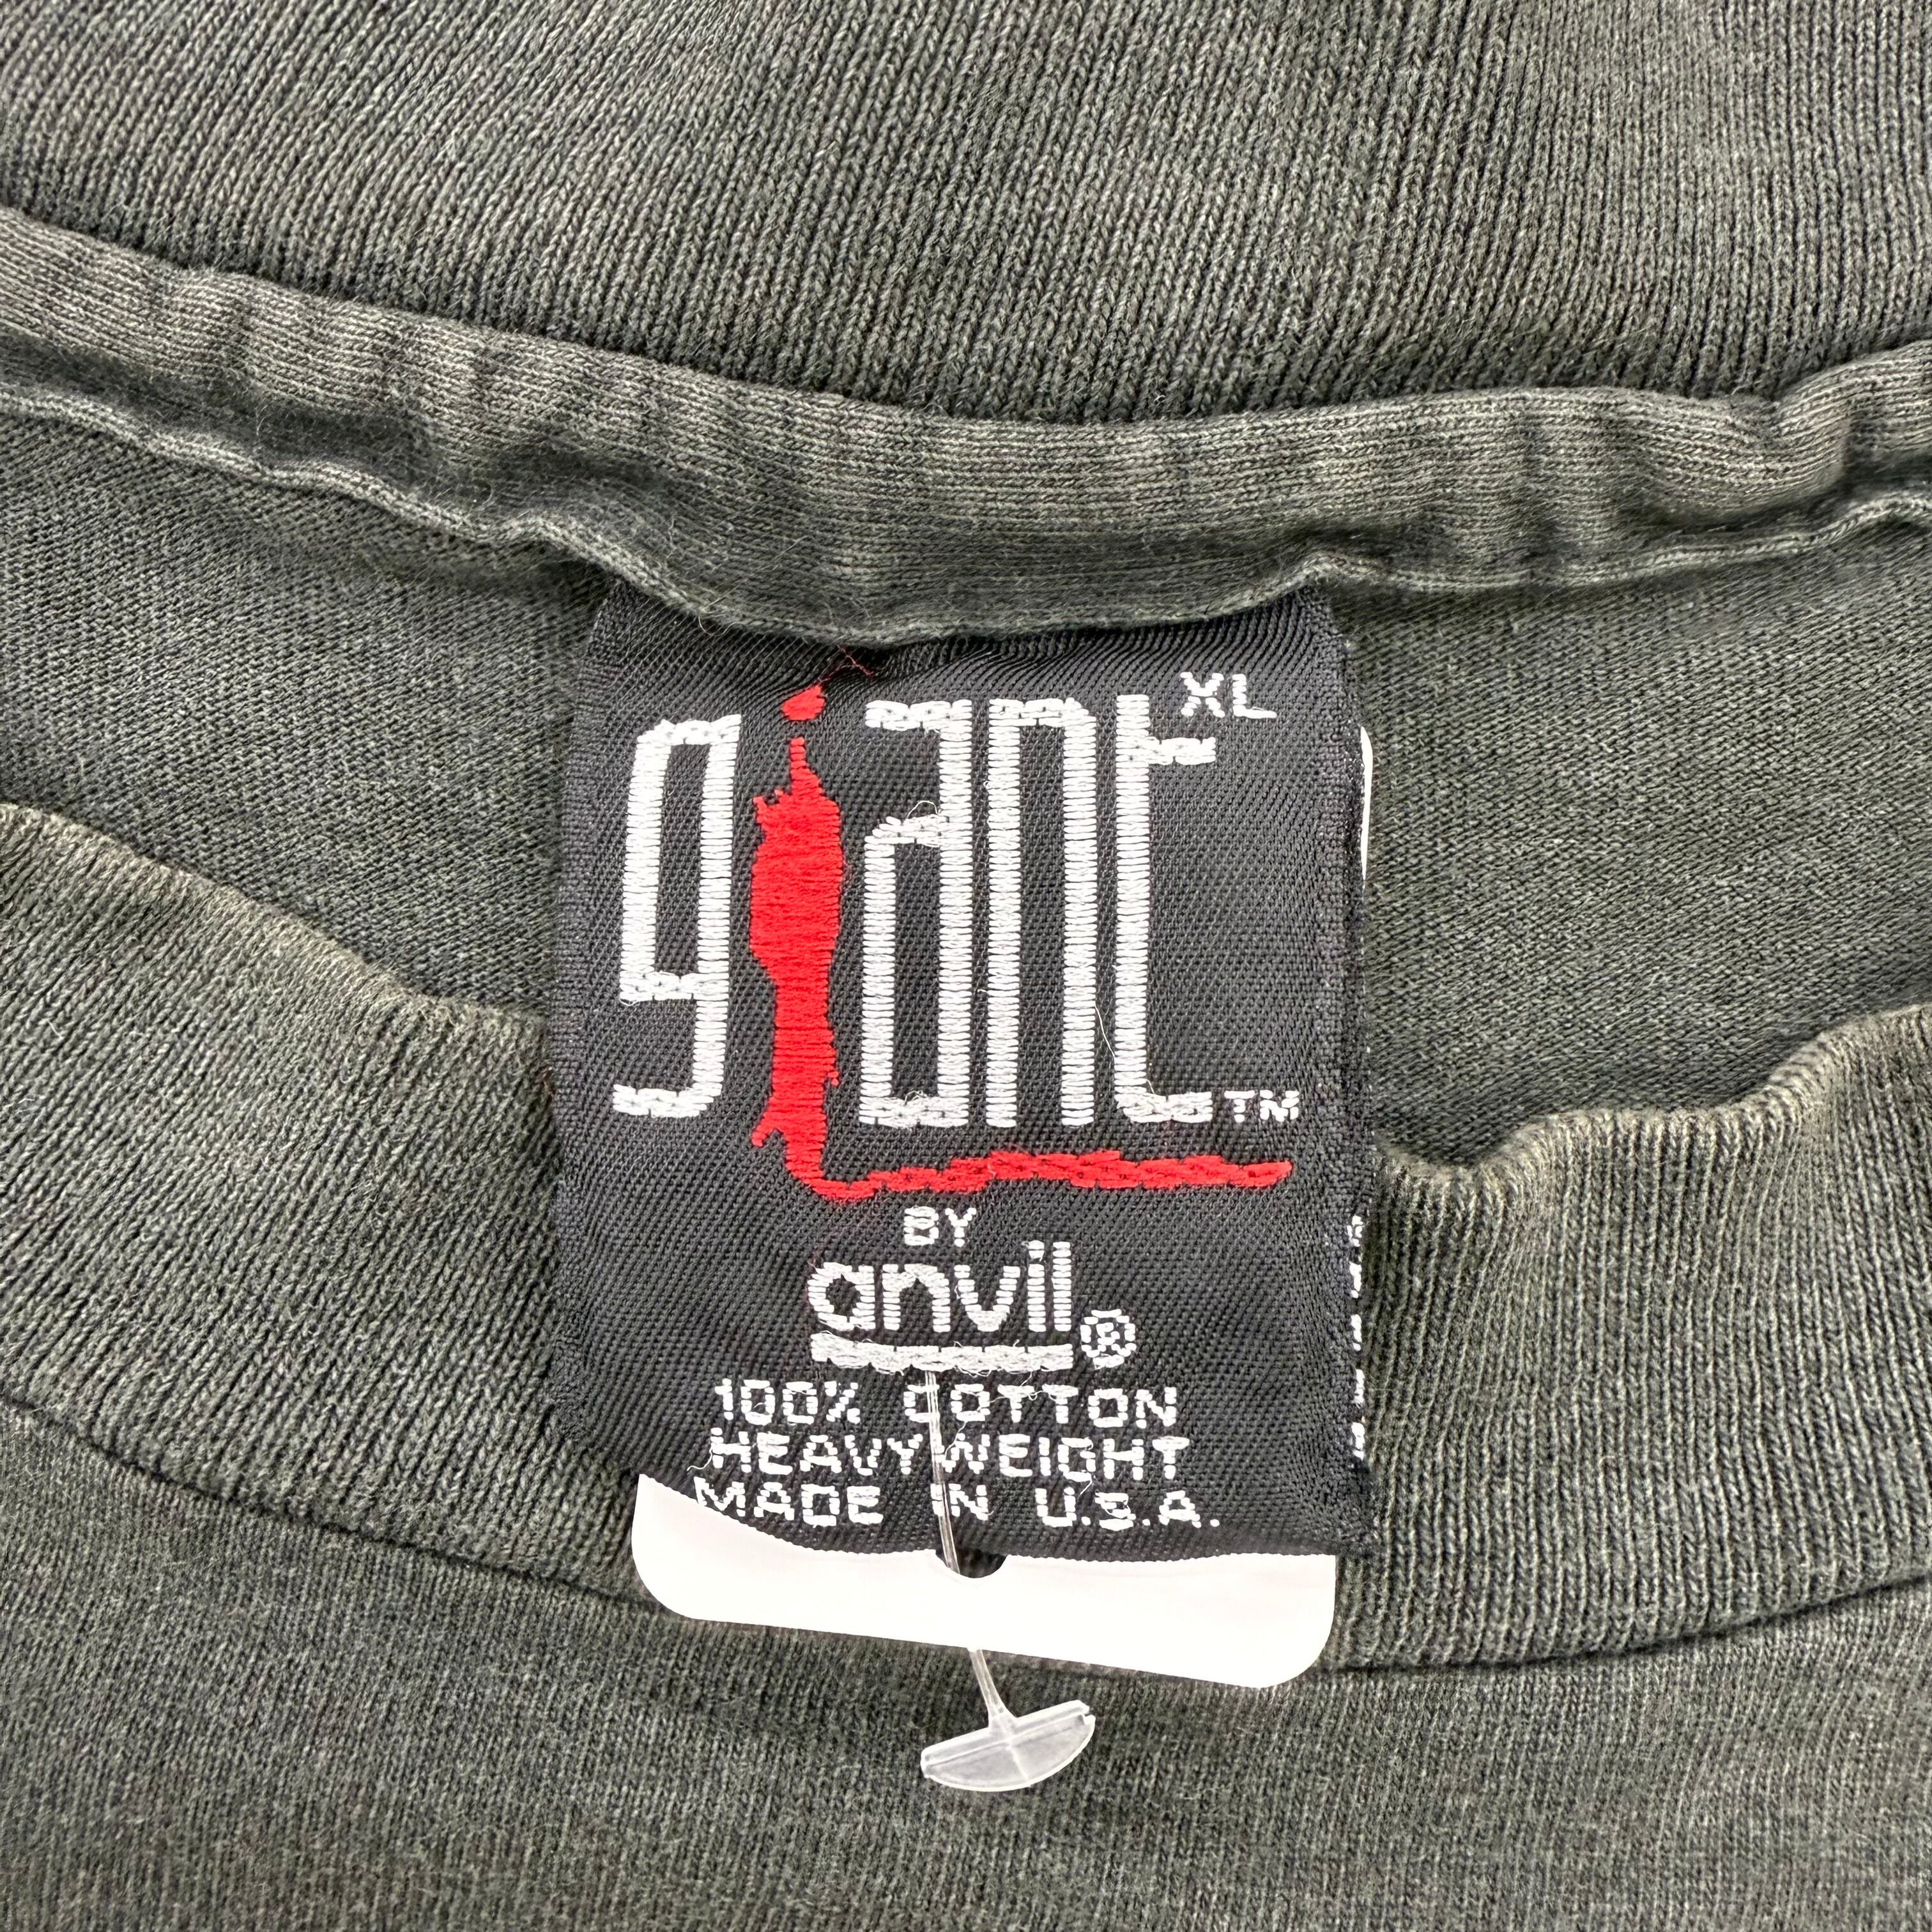 giant XL ™
BY
anvil ®
100% COTTON
HEAVYWEIGHT
MADE IN U.S.A.